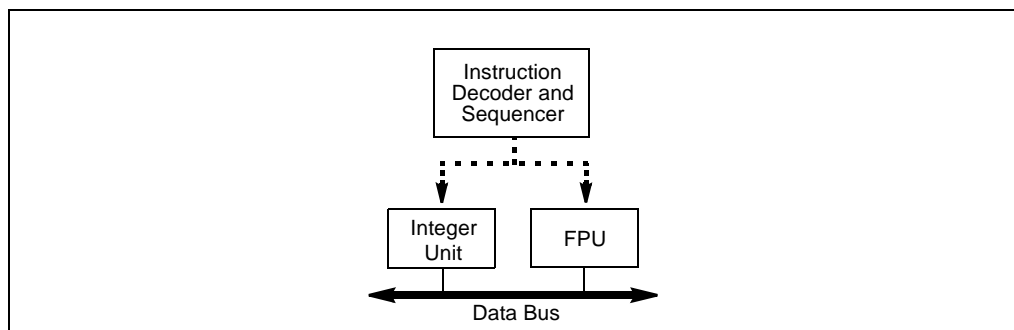 Instruction
Decoder and
Sequencer
Integer
Unit
FPU
Data Bus